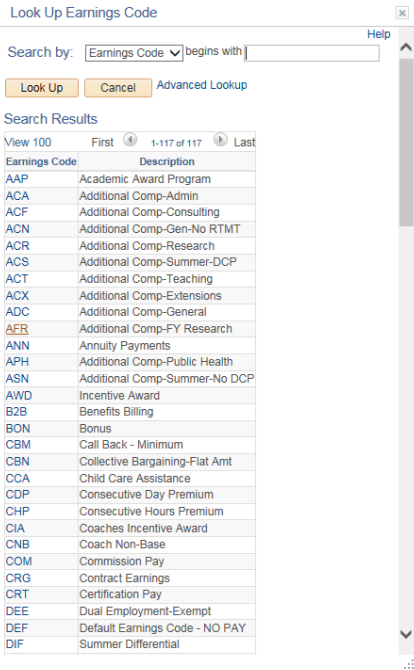 Look Up Earnings Code
Help
Search by: Earnings Code begins with
Look Up Cancel Advanced Lookup
Search Results
View 100 First 1-117 of 117 Last
Earnings Code Description
AAP Academic Award Program
ACA Additional Comp-Admin
ACF Additional Comp-Consulting
ACN Additional Comp-Gen-No RTMT
ACR Additional Comp-Research
ACS Additional Comp-Summer-DCP
ACT Additional Comp-Teaching
ACX Additional Comp-Extensions
ADC Additional Comp-General
AFR Additional Comp-FY Research
ANN Annuity Payments
APH Additional Comp-Public Health
ASN Additional Comp-Summer-No DCP
AWD Incentive Award
B2B Benefits Billing
BON Bonus
CBM Call Back - Minimum
CBN Collective Bargaining-Flat Amt
CCA Child Care Assistance
CDP Consecutive Day Premium
CHP Consecutive Hours Premium
CIA Coaches Incentive Award
CNB Coach Non-Base
COM Commission Pay
CRG Contract Earnings
CRT Certification Pay
DEE Dual Employment-Exempt
DEF Default Earnings Code - NO PAY
DIF Summer Differential